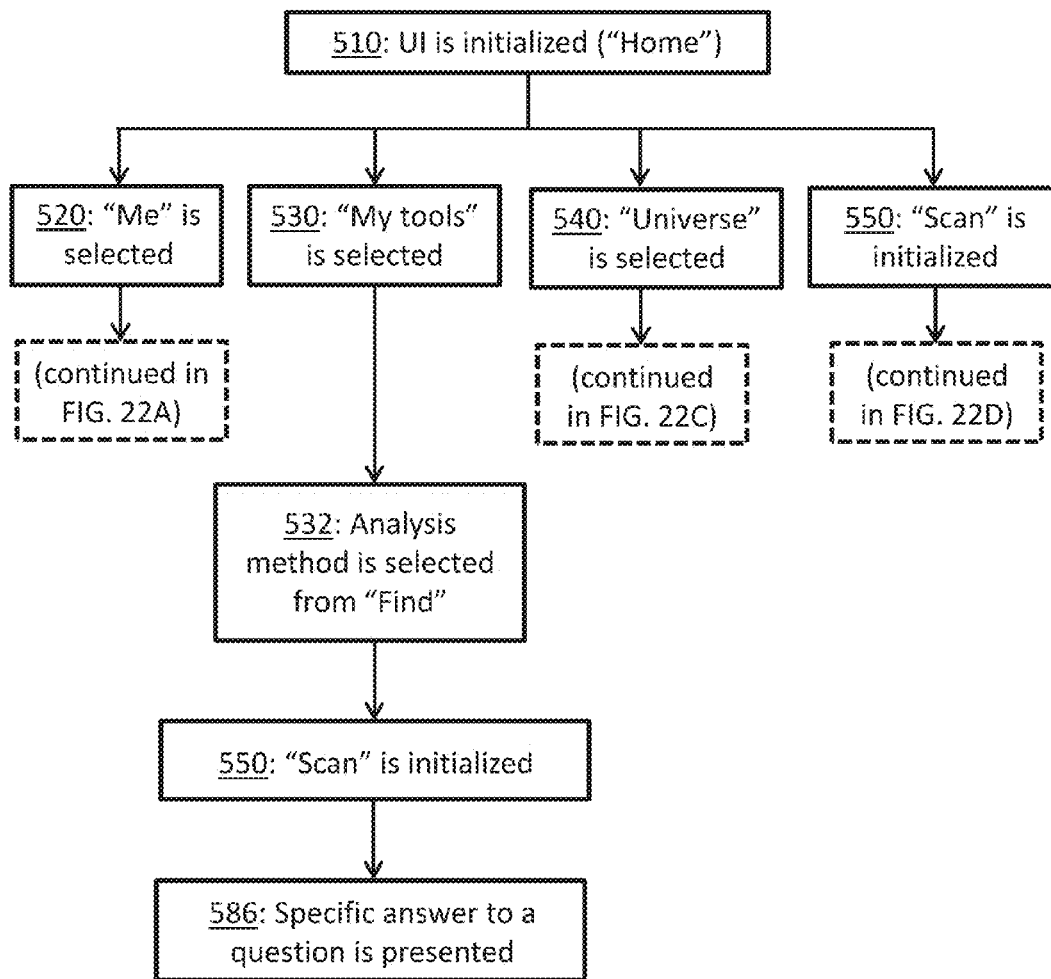 510: UI is initialized (“Home”)
520: “Me” is
selected
530: “My tools”
is selected
540: “Universe”
is selected
550: “Scan” is
initialized
(continued in
FIG. 22A)
(continued
in FIG. 22C)
(continued
in FIG. 22D)
532: Analysis
method is selected
from “Find”
550: “Scan” is initialized
586: Specific answer to a
question is presented